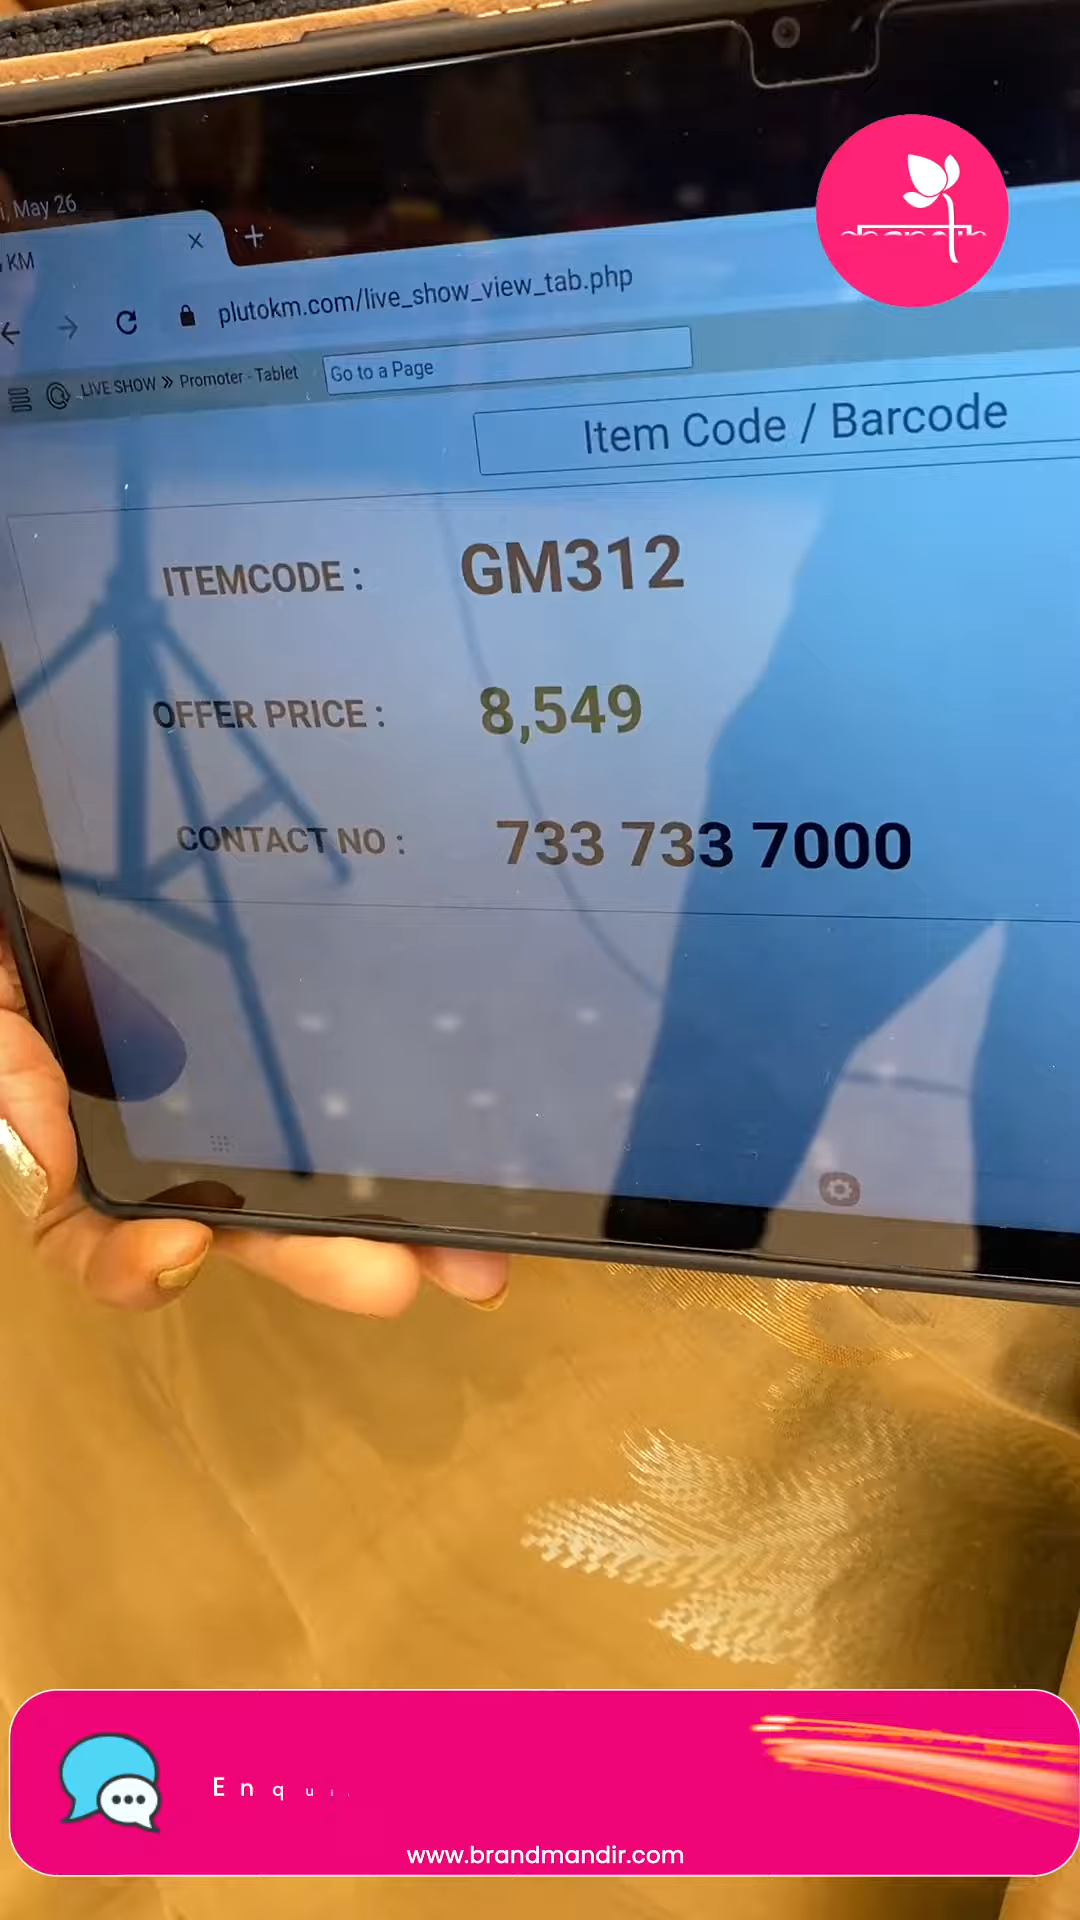 May 26
KM
plutokm.com/live_show_view_tab.php
LIVE SHOW » Promoter - Tablet
Go to a Page
Item Code / Barcode
ITEMCODE : GM312
OFFER PRICE : 8,549
CONTACT NO : 733 733 7000
Enqu
www.brandmandir.com